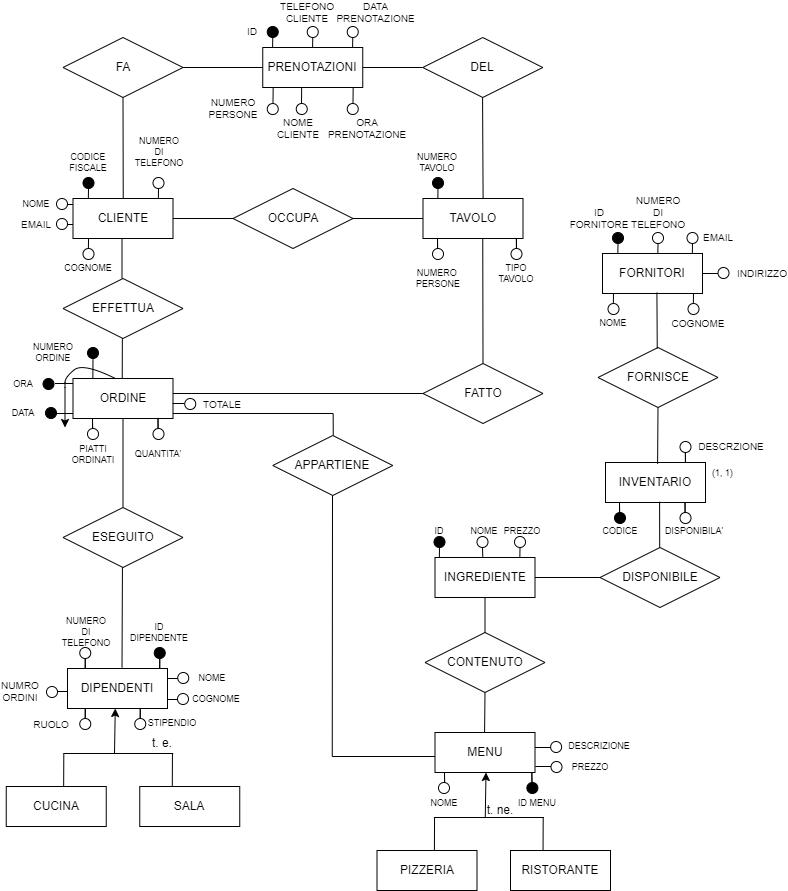 TELEFONO
CLIENTE
DATA
PRENOTAZIONE
ID
FA
PRENOTAZIONI
DEL
NUMERO
PERSONE
NOME
CLIENTE
ORA
PRENOTAZIONE
CODICE
FISCALE
NUMERO
DI
TELEFONO
NUMERO
TAVOLO
NOME
EMAIL
CLIENTE
OCCUPA
TAVOLO
COGNOME
NUMERO
PERSONE
TIPO
TAVOLO
ID
FORNITORE
NUMERO
DI
TELEFONO
EMAIL
FORNITORI
INDIRIZZO
NOME
COGNOME
EFFETTUA
NUMERO
ORDINE
ORA
DATA
ORDINE
TOTALE
FATTO
FORNISCE
PIATTI
ORDINATI
QUANTITA'
APPARTIENE
DESCRZIONE
INVENTARIO
(1, 1)
CODICE
DISPONIBILA'
ESEGUITO
ID
NOME
PREZZO
INGREDIENTE
DISPONIBILE
NUMERO
DI
TELEFONO
ID
DIPENDENTE
NUMRO
ORDINI
DIPENDENTI
NOME
COGNOME
RUOLO
STIPENDIO
CONTENUTO
t. e.
CUCINA
SALA
MENU
DESCRIZIONE
PREZZO
NOME
ID MENU
t. ne.
PIZZERIA
RISTORANTE